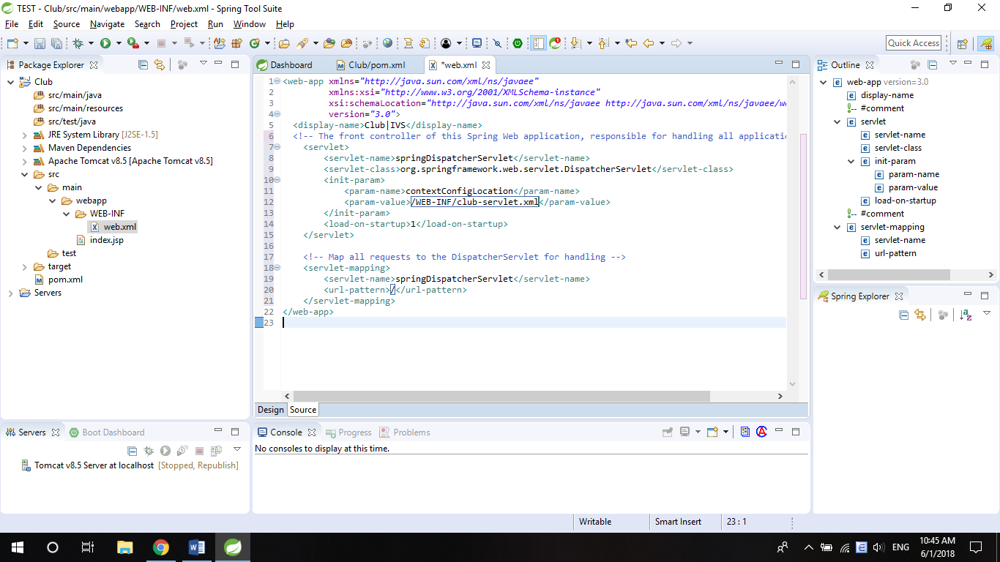 TEST - Club/src/main/webapp/WEB-INF/web.xml - Spring Tool Suite
File Edit Source Navigate Search Project Run Window Help
Quick Access
Package Explorer
Club
src/main/java
src/main/resources
src/test/java
JRE System Library [J2SE-1.5]
Maven Dependencies
Apache Tomcat v8.5 [Apache Tomcat v8.5]
src
main
webapp
WEB-INF
web.xml
index.jsp
test
target
pom.xml
Servers
Dashboard Club/pom.xml *web.xml
1 <web-app xmlns="http://java.sun.com/xml/ns/javaee"
2 xmlns:xsi="http://www.w3.org/2001/XMLSchema-instance"
3 xsi:schemaLocation="http://java.sun.com/xml/ns/javaee http://java.sun.com/xml/ns/javaee/we
4 version="3.0">
5 <display-name>Club|IVS</display-name>
6 <!-- The front controller of this Spring Web application, responsible for handling all applicatio
7 <servlet>
8 <servlet-name>springDispatcherServlet</servlet-name>
9 <servlet-class>org.springframework.web.servlet.DispatcherServlet</servlet-class>
10 <init-param>
11 <param-name>contextConfigLocation</param-name>
12 <param-value>/WEB-INF/club-servlet.xml</param-value>
13 </init-param>
14 <load-on-startup>1</load-on-startup>
15 </servlet>
16
17 <!-- Map all requests to the DispatcherServlet for handling -->
18 <servlet-mapping>
19 <servlet-name>springDispatcherServlet</servlet-name>
20 <url-pattern>/</url-pattern>
21 </servlet-mapping>
22 </web-app>
23
Design Source
Outline
web-app version=3.0
display-name
#comment
servlet
servlet-name
servlet-class
init-param
param-name
param-value
load-on-startup
#comment
servlet-mapping
servlet-name
url-pattern
Spring Explorer
Servers Boot Dashboard
Tomcat v8.5 Server at localhost [Stopped, Republish]
Console Progress Problems
No consoles to display at this time.
Writable Smart Insert 23 : 1
ENG
10:45 AM
6/1/2018